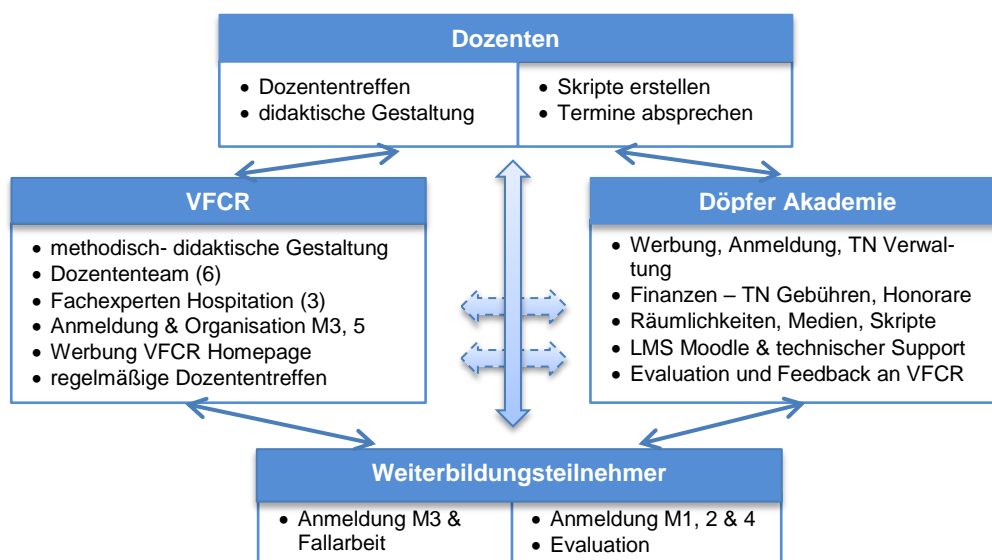 Dozenten
• Dozententreffen
• didaktische Gestaltung
• Skripte erstellen
• Termine absprechen
VFCR
• methodisch- didaktische Gestaltung
• Dozententeam (6)
• Fachexperten Hospitation (3)
• Anmeldung & Organisation M3, 5
• Werbung VFCR Homepage
• regelmäßige Dozententreffen
Döpfer Akademie
• Werbung, Anmeldung, TN Verwal-
tung
• Finanzen – TN Gebühren, Honorare
• Räumlichkeiten, Medien, Skripte
• LMS Moodle & technischer Support
• Evaluation und Feedback an VFCR
Weiterbildungsteilnehmer
• Anmeldung M3 &
Fallarbeit
• Anmeldung M1, 2 & 4
• Evaluation